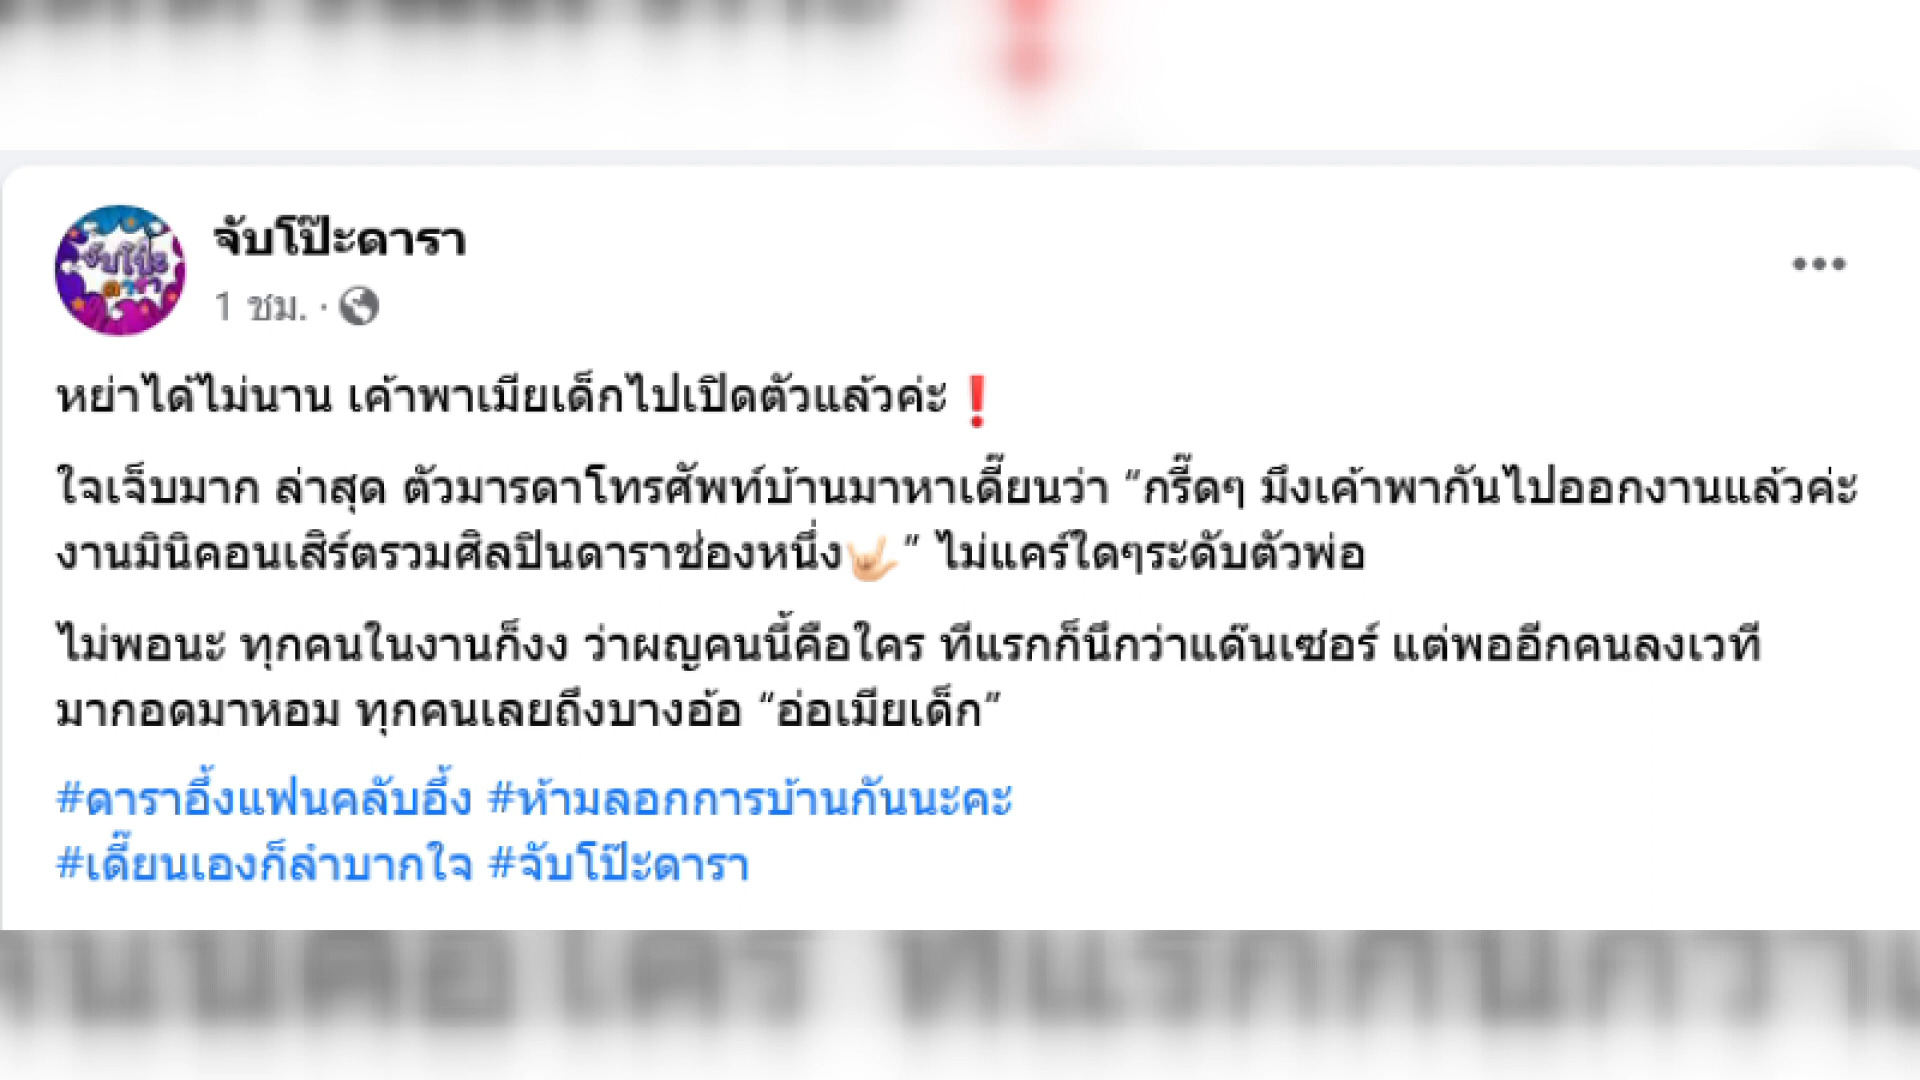 จับโป๊ะดารา
จับโป๊ะ
ดารา
1 ชม. ·
หย่าได้ไม่นาน เค้าพาเมียเด็กไปเปิดตัวแล้วค่ะ❗
ใจเจ็บมาก ล่าสุด ตัวมารดาโทรศัพท์บ้านมาหาเดี๊ยนว่า “กรี๊ดๆ มึงเค้าพากันไปออกงานแล้วค่ะ
งานมินิคอนเสิร์ตรวมศิลปินดาราช่องหนึ่ง🤟🏻” ไม่แคร์ใดๆระดับตัวพ่อ
ไม่พอนะ ทุกคนในงานก็งง ว่าผญคนนี้คือใคร ทีแรกก็นึกว่าแด๊นเซอร์ แต่พออีกคนลงเวที
มากอดมาหอม ทุกคนเลยถึงบางอ้อ “อ่อเมียเด็ก”
#ดาราอึ้งแฟนคลับอึ้ง #ห้ามลอกการบ้านกันนะคะ
#เดี๊ยนเองก็ลำบากใจ #จับโป๊ะดารา